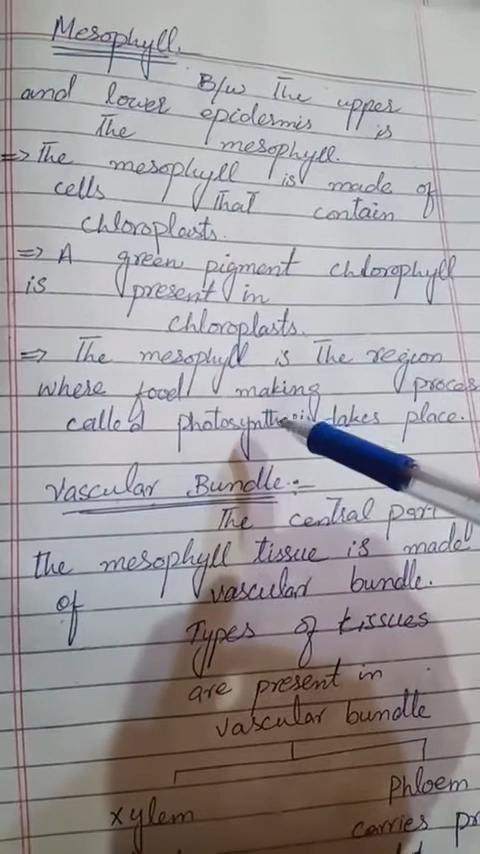 Mesophyll.
B/w The upper
and lower epidermis is
The mesophyll.
=> The mesophyll is made of
cells That contain
chloroplasts.
=> A green pigment chlorophyll
is present in
chloroplasts.
=> The mesophyll is The region
where food making proces
called photosynthesis takes place.
Vascular Bundle:-
The central part
the mesophyll tissue is made
of vascular bundle.
Types of tissues
are present in
vascular bundle
xylem Phloem
carries pr